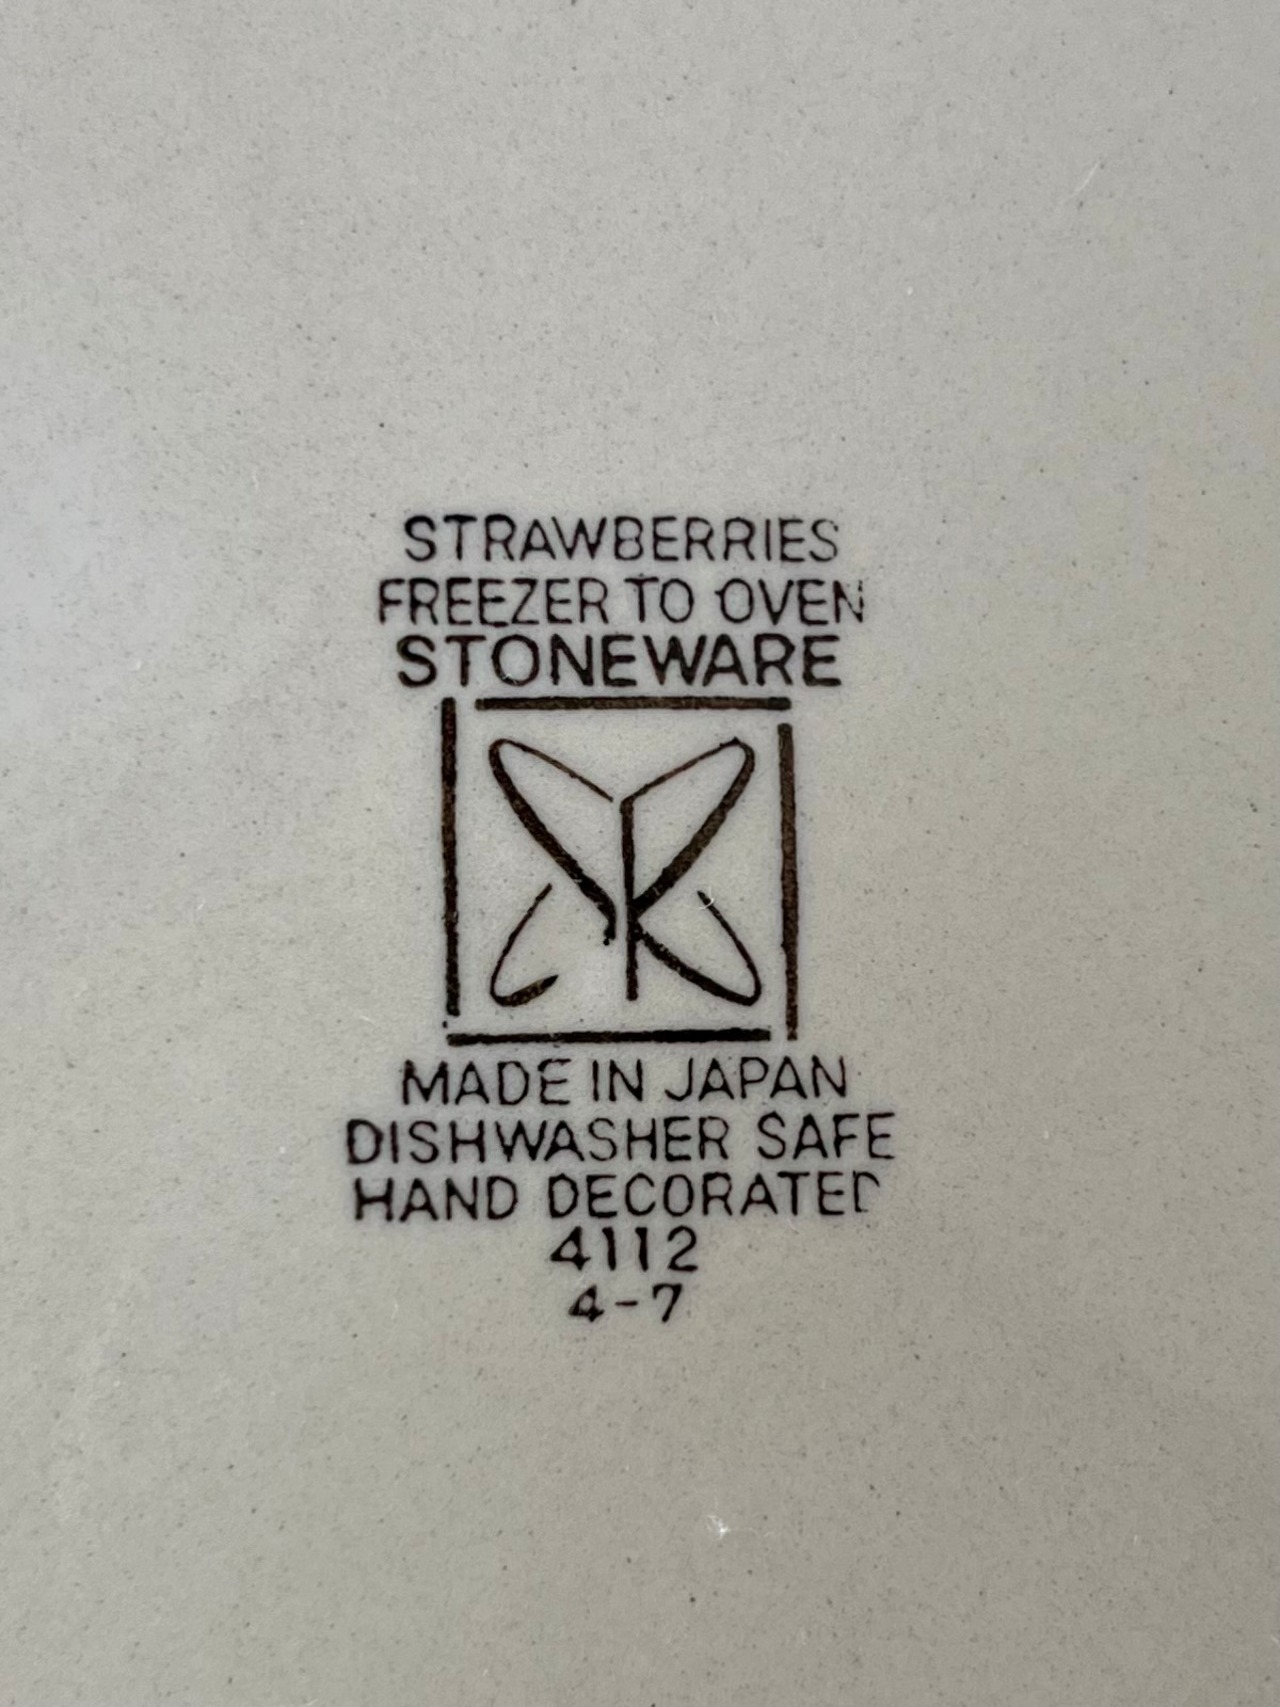 STRAWBERRIES
FREEZER TO OVEN
STONEWARE
MADE IN JAPAN
DISHWASHER SAFE
HAND DECORATED
4112
4-7